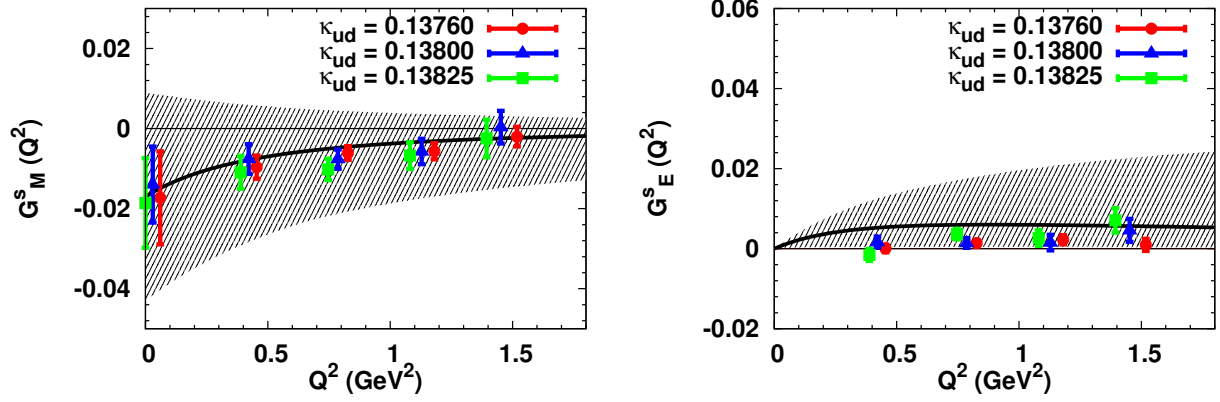 κud = 0.13760
κud = 0.13800
κud = 0.13825
0.02
0
-0.02
-0.04
G^s_M (Q^2)
0 0.5 1 1.5
Q^2 (GeV^2)
κud = 0.13760
κud = 0.13800
κud = 0.13825
0.06
0.04
0.02
0
-0.02
G^s_E (Q^2)
0 0.5 1 1.5
Q^2 (GeV^2)